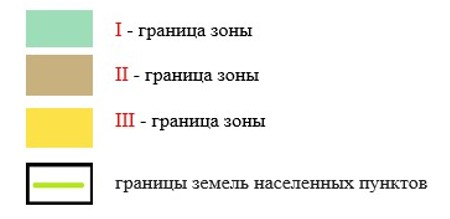 I - граница зоны
II - граница зоны
III - граница зоны
границы земель населенных пунктов